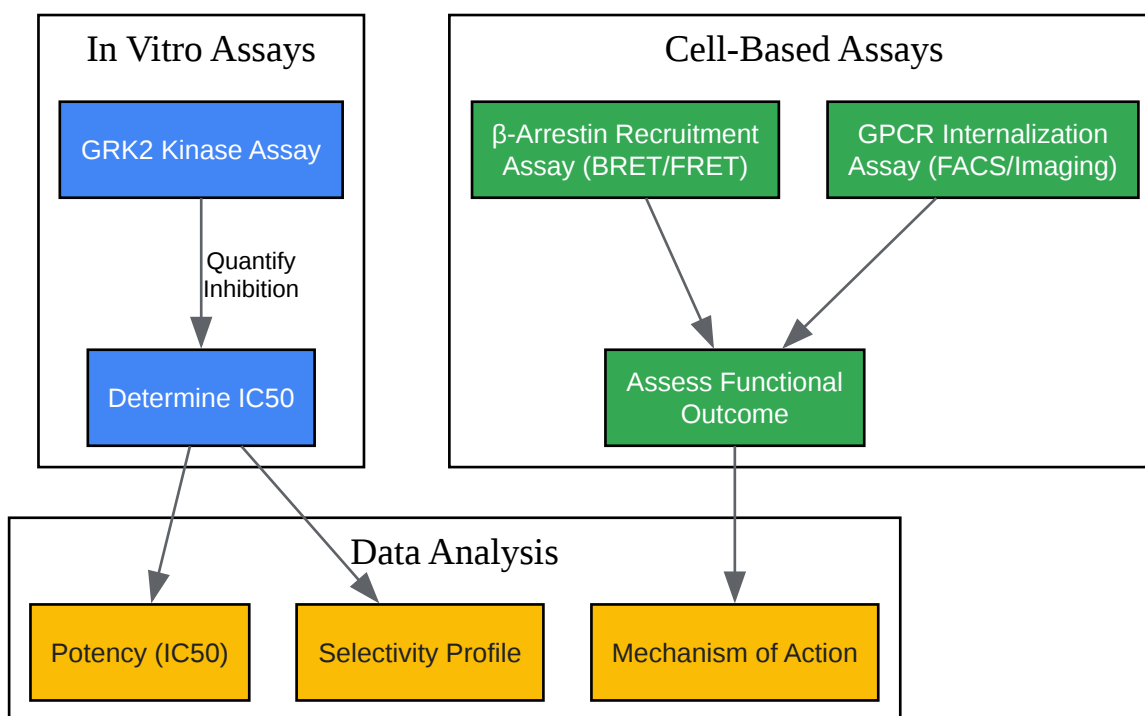 In Vitro Assays
GRK2 Kinase Assay
Quantify
Inhibition
Determine IC50
Cell-Based Assays
β-Arrestin Recruitment
Assay (BRET/FRET)
GPCR Internalization
Assay (FACS/Imaging)
Assess Functional
Outcome
Data Analysis
Potency (IC50)
Selectivity Profile
Mechanism of Action